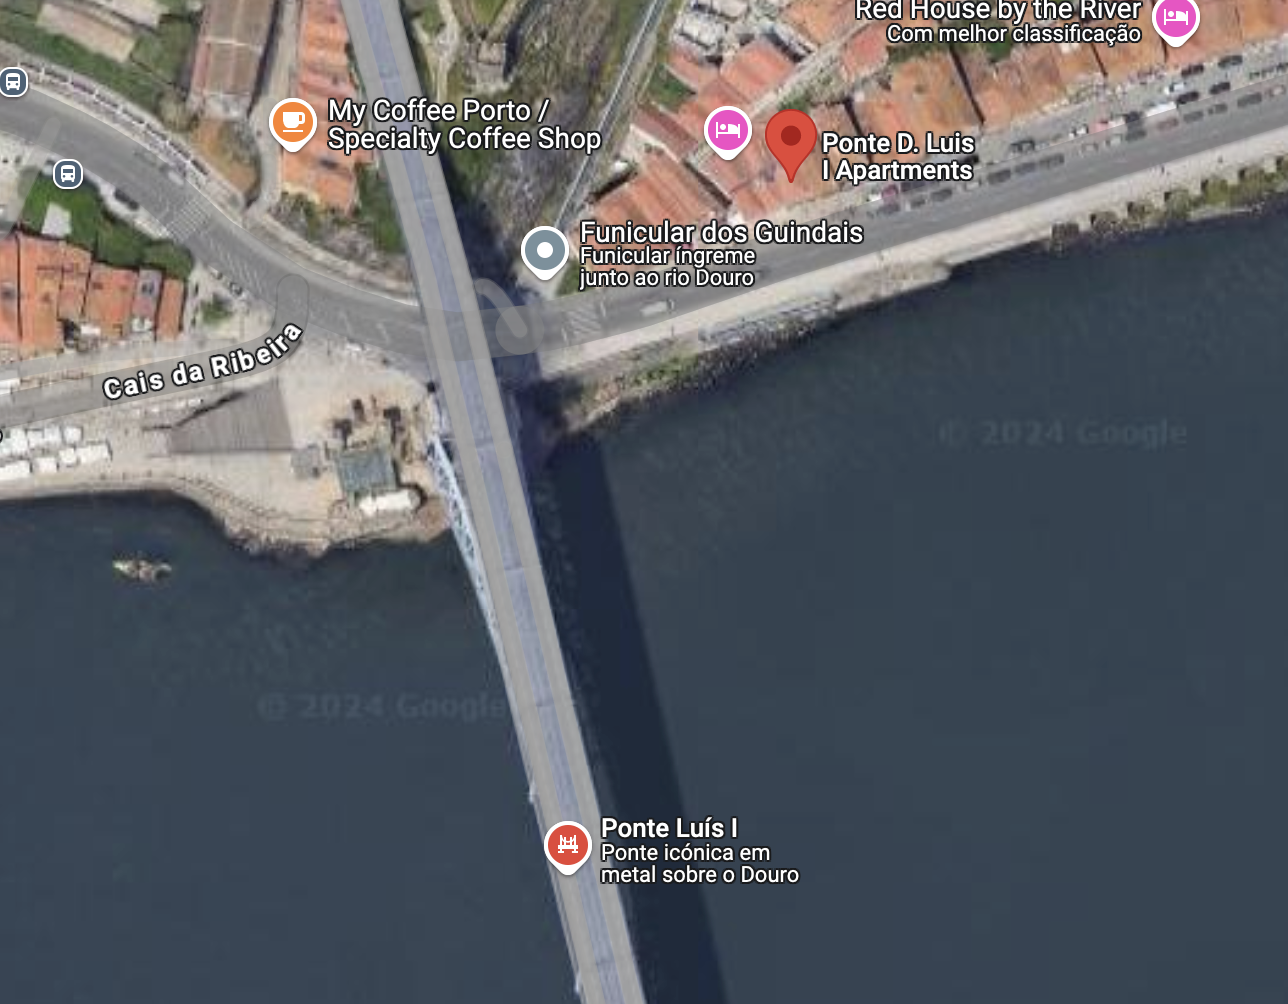 Red House by the River
Com melhor classificação
My Coffee Porto /
Specialty Coffee Shop
Ponte D. Luis
I Apartments
Funicular dos Guindais
Funicular íngreme
junto ao rio Douro
Cais da Ribeira
© 2024 Google
© 2024 Google
Ponte Luís I
Ponte icónica em
metal sobre o Douro